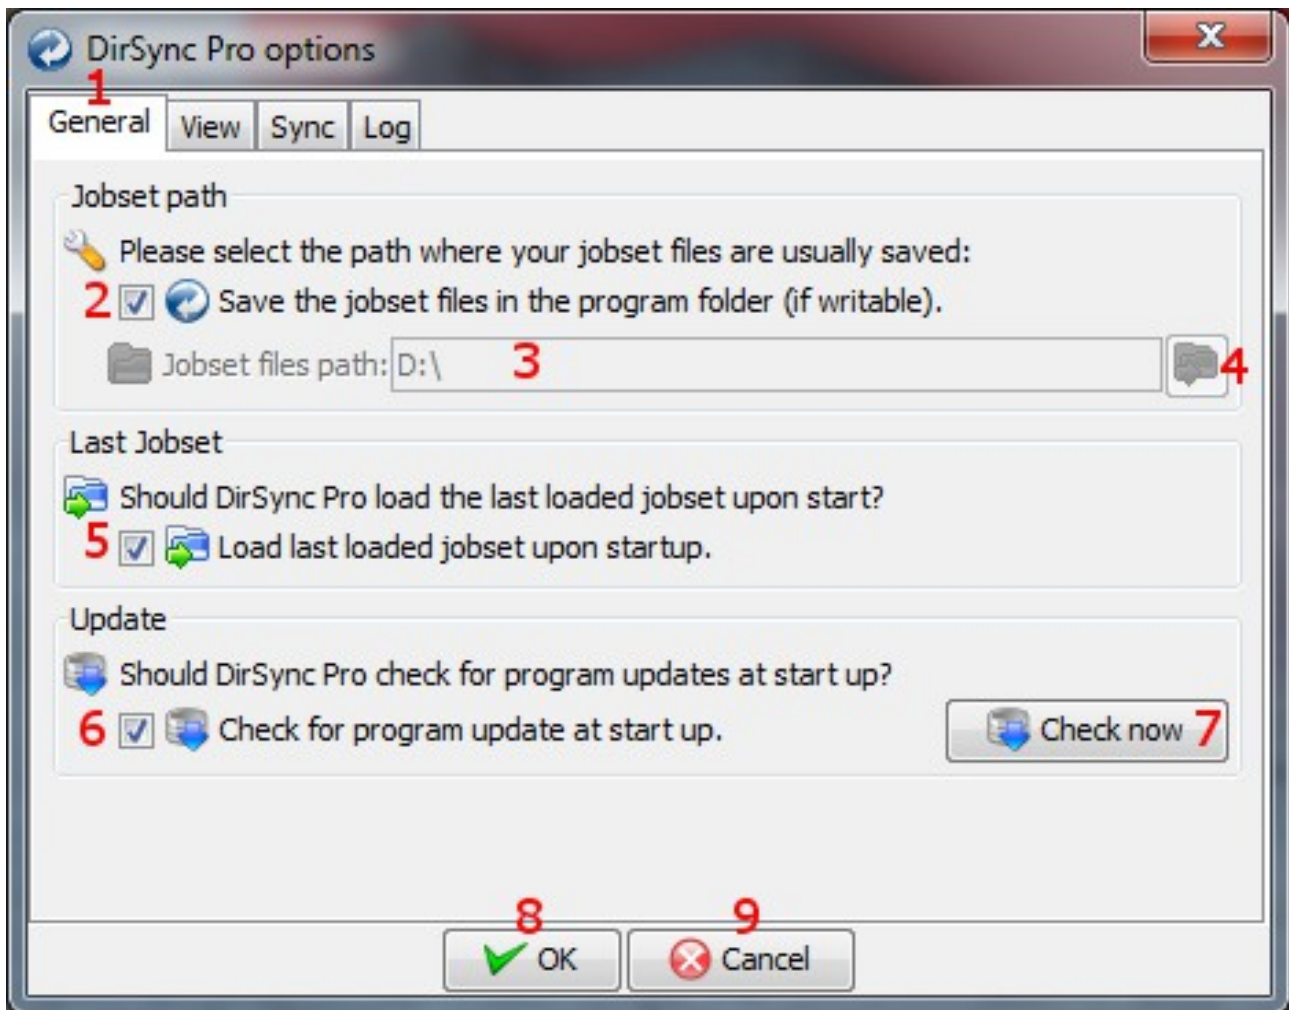 DirSync Pro options
1
General View Sync Log
Jobset path
Please select the path where your jobset files are usually saved:
2 Save the jobset files in the program folder (if writable).
Jobset files path: D:\ 3 4
Last Jobset
Should DirSync Pro load the last loaded jobset upon start?
5 Load last loaded jobset upon startup.
Update
Should DirSync Pro check for program updates at start up?
6 Check for program update at start up. Check now 7
8 9
OK Cancel